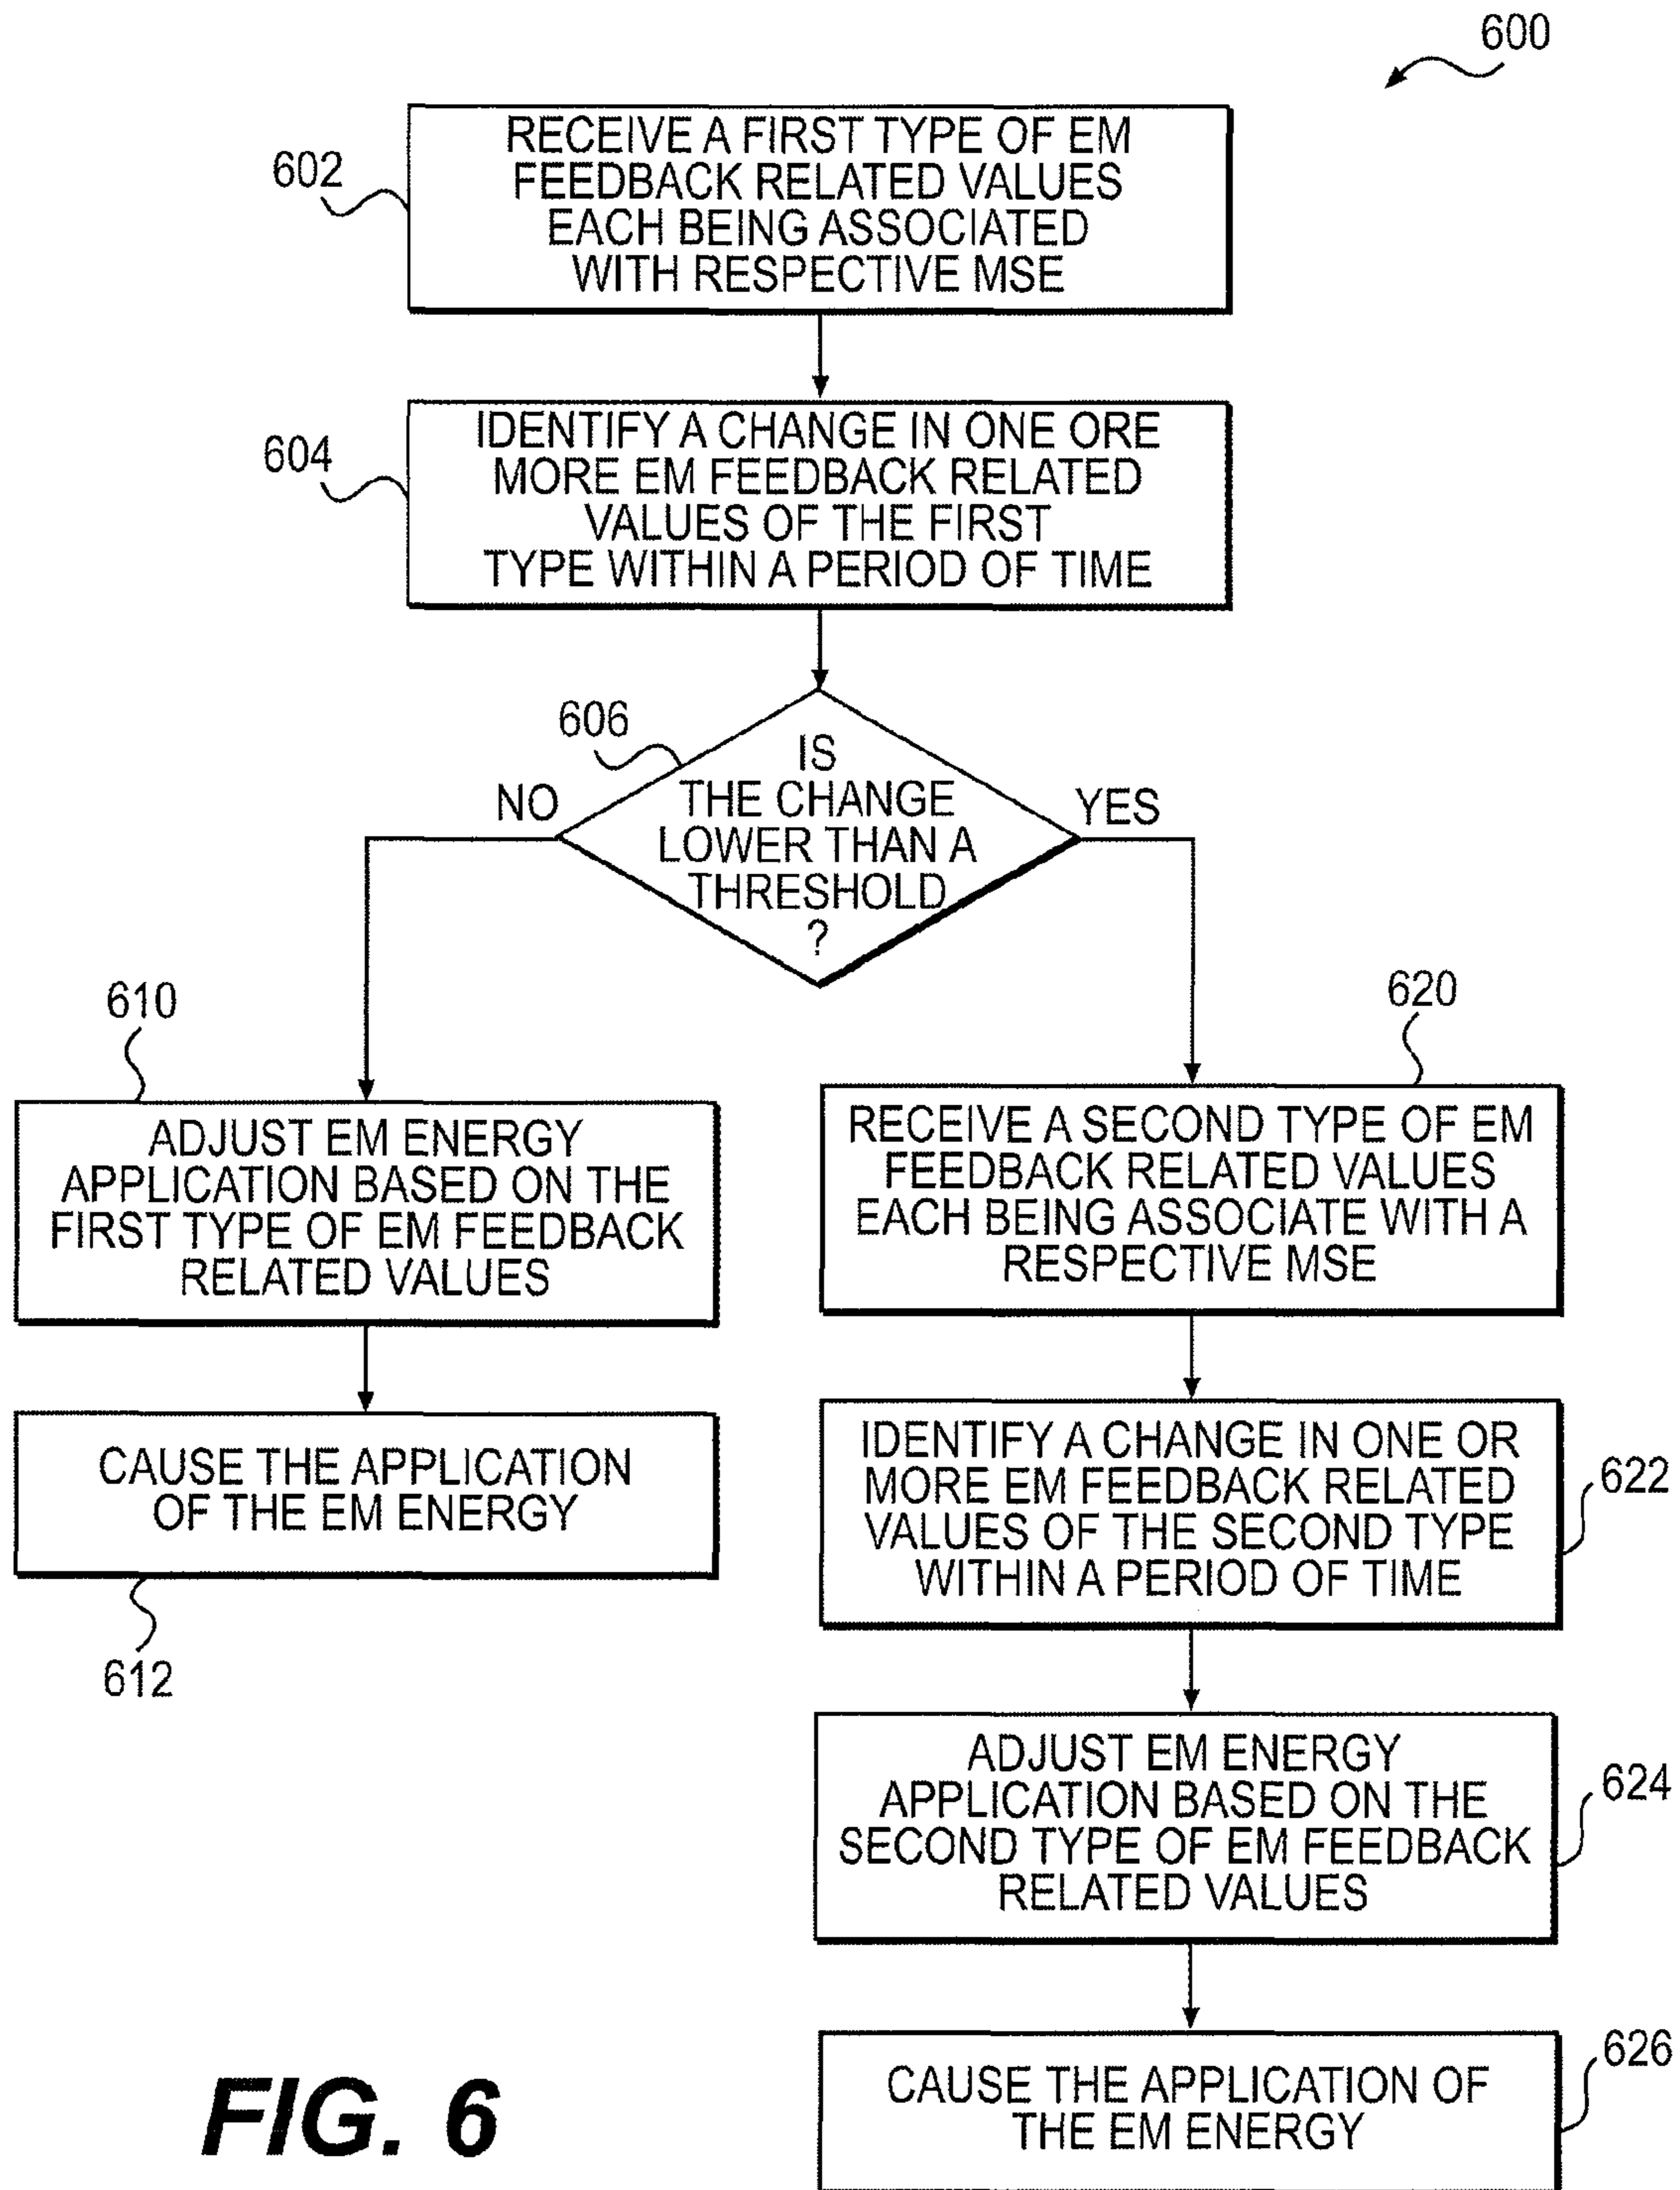 600
602
RECEIVE A FIRST TYPE OF EM
FEEDBACK RELATED VALUES
EACH BEING ASSOCIATED
WITH RESPECTIVE MSE
604
IDENTIFY A CHANGE IN ONE ORE
MORE EM FEEDBACK RELATED
VALUES OF THE FIRST
TYPE WITHIN A PERIOD OF TIME
606
IS
THE CHANGE
LOWER THAN A
THRESHOLD
?
NO
YES
610
ADJUST EM ENERGY
APPLICATION BASED ON THE
FIRST TYPE OF EM FEEDBACK
RELATED VALUES
CAUSE THE APPLICATION
OF THE EM ENERGY
612
620
RECEIVE A SECOND TYPE OF EM
FEEDBACK RELATED VALUES
EACH BEING ASSOCIATE WITH A
RESPECTIVE MSE
IDENTIFY A CHANGE IN ONE OR
MORE EM FEEDBACK RELATED
VALUES OF THE SECOND TYPE
WITHIN A PERIOD OF TIME
622
ADJUST EM ENERGY
APPLICATION BASED ON THE
SECOND TYPE OF EM FEEDBACK
RELATED VALUES
624
CAUSE THE APPLICATION OF
THE EM ENERGY
626
FIG. 6